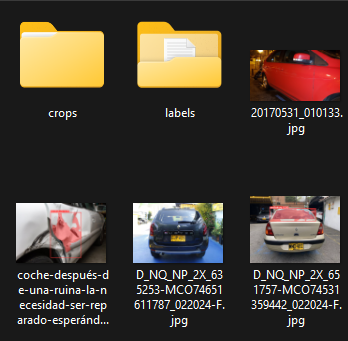 crops
labels
20170531_010133.
jpg
coche-después-d
e-una-ruina-la-n
ecesidad-ser-rep
arado-esperánd...
D_NQ_NP_2X_63
5253-MCO74651
611787_022024-F.
jpg
D_NQ_NP_2X_65
1757-MCO74531
359442_022024-F.
jpg